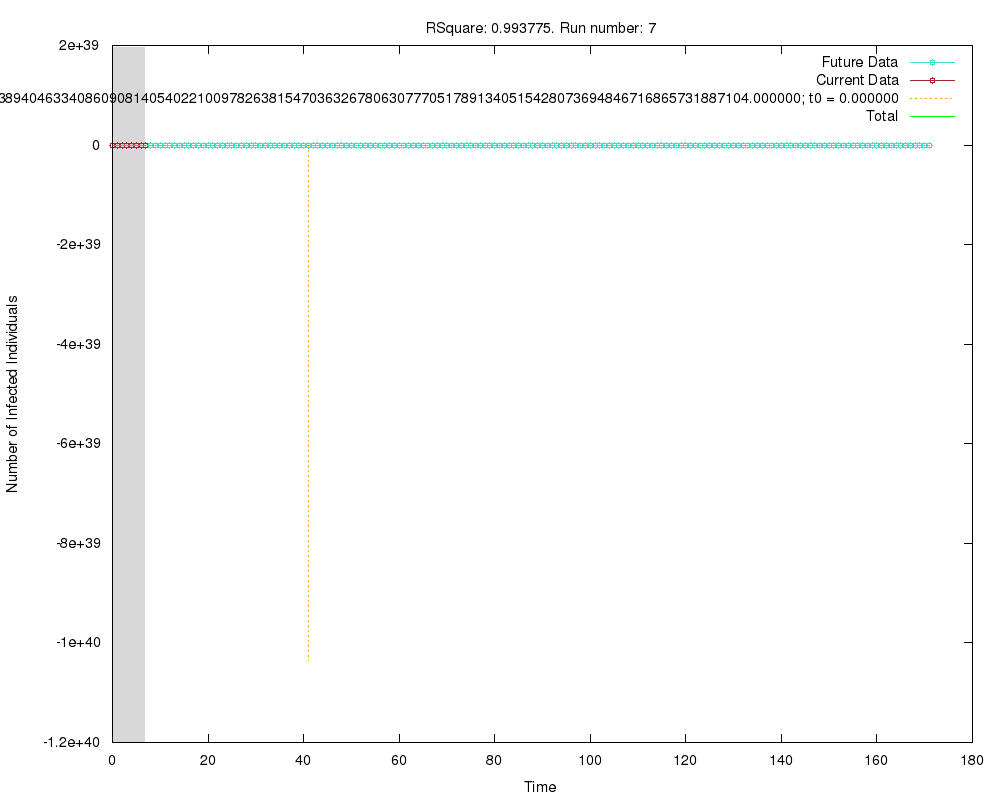 RSquare: 0.993775. Run number: 7
2e+39
0
-2e+39
-4e+39
-6e+39
-8e+39
-1e+40
-1.2e+40
Number of Infected Individuals
Future Data
Current Data
3894046334086090814054022100978263815470363267806307770517891340515428073694846716865731887104.000000; t0 = 0.000000
Total
0 20 40 60 80 100 120 140 160 180
Time